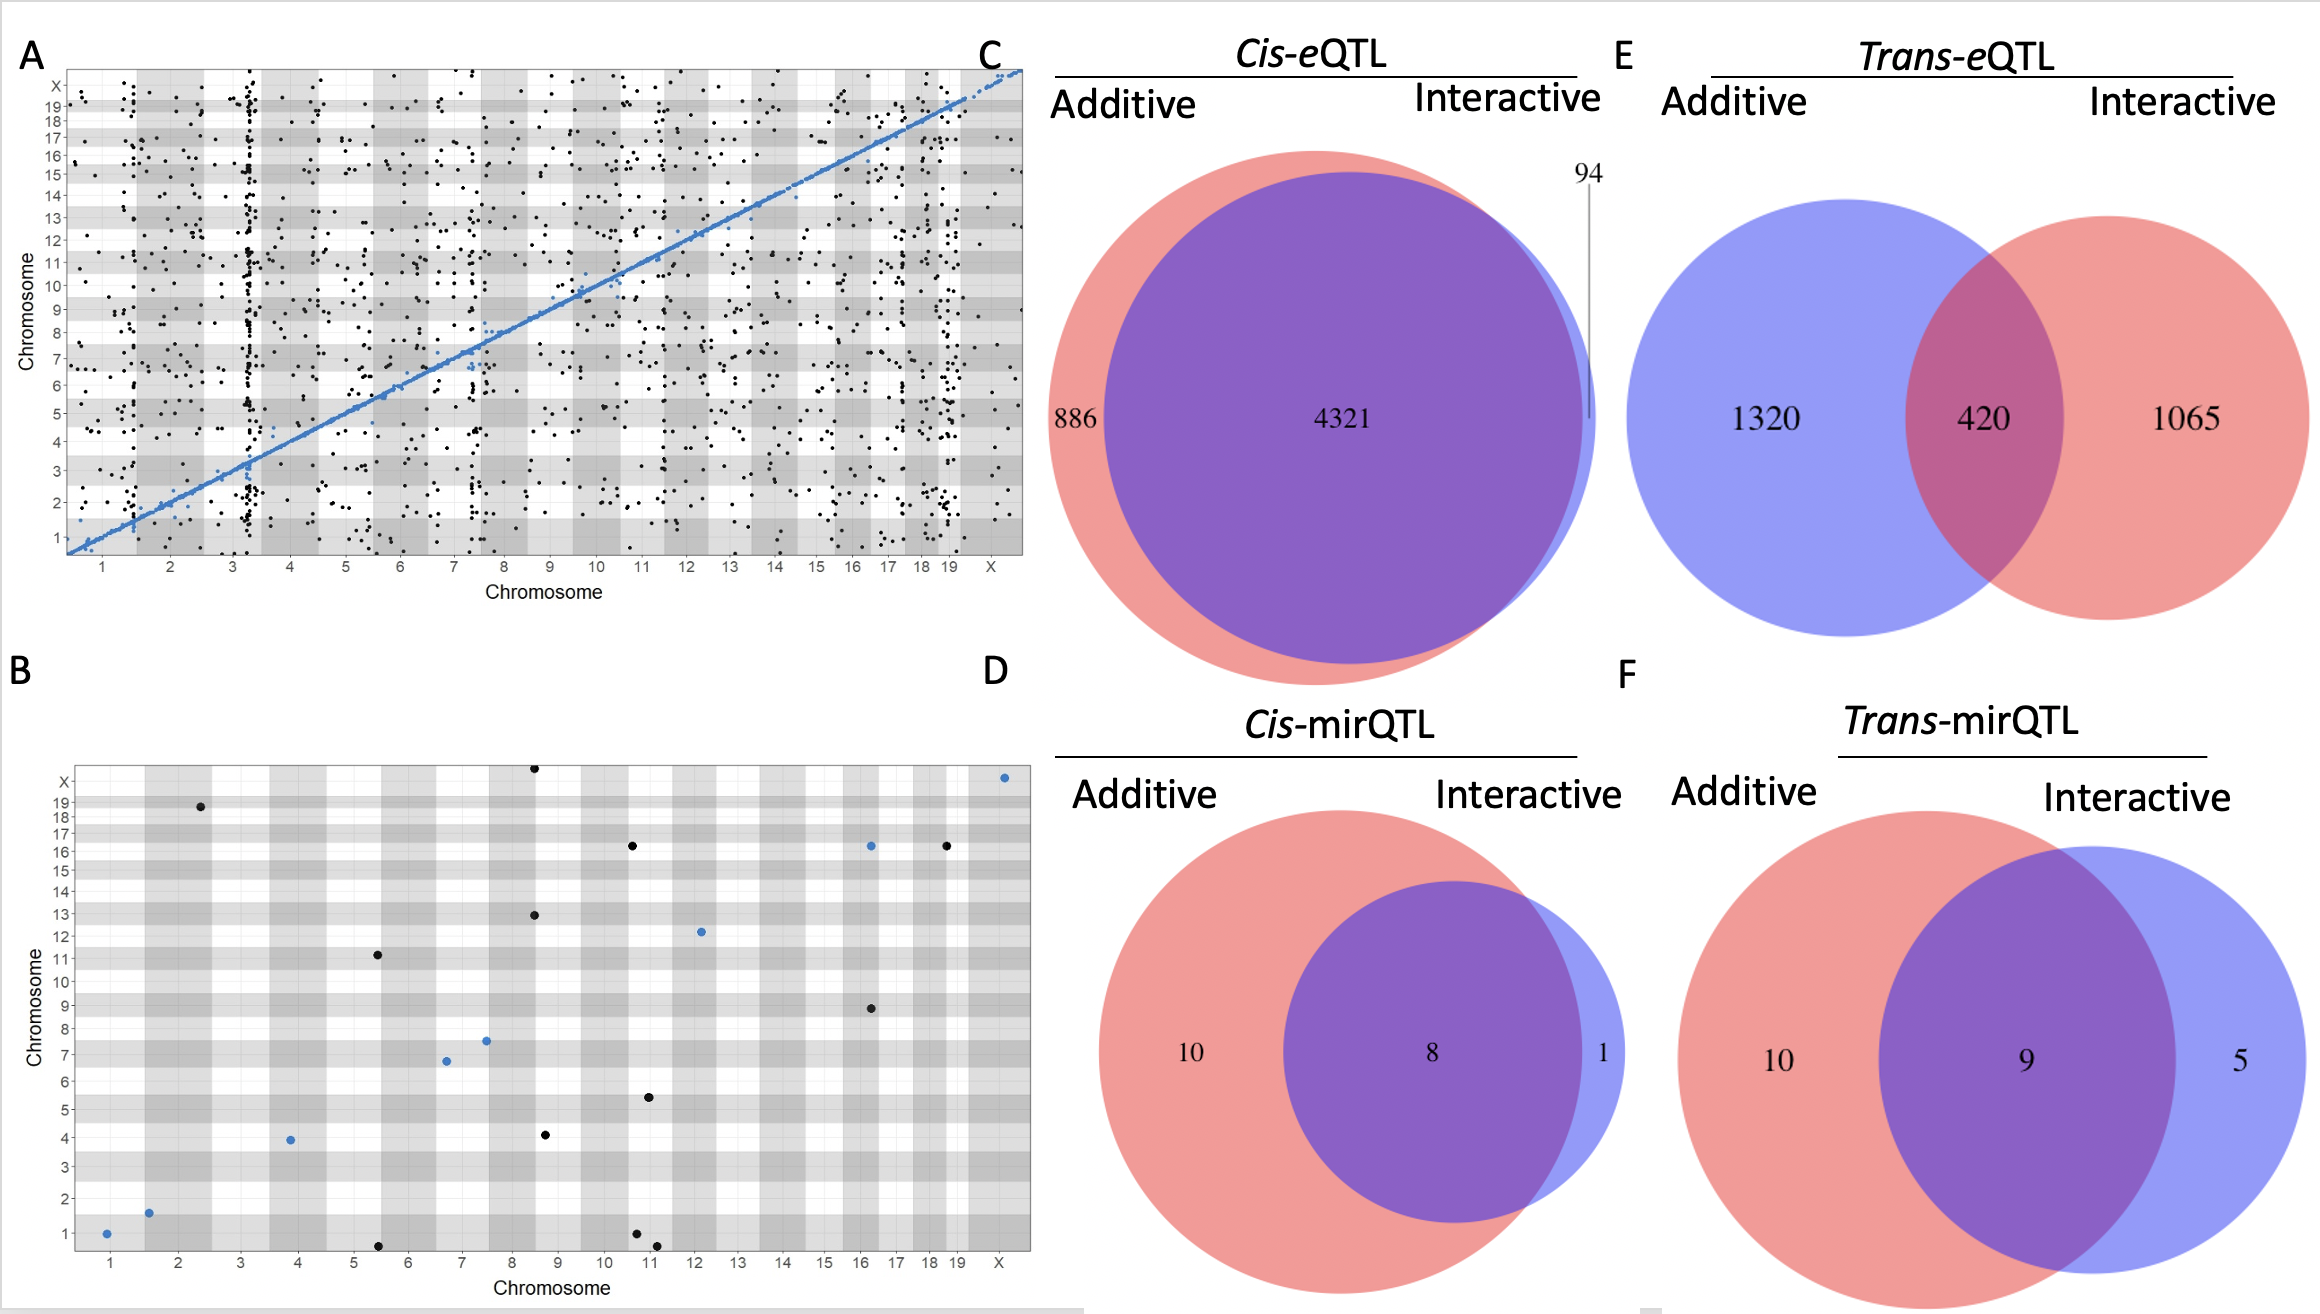 A
Chromosome
X
19
18
17
16
15
14
13
12
11
10
9
8
7
6
5
4
3
2
1
1 2 3 4 5 6 7 8 9 10 11 12 13 14 15 16 17 18 19 X
Chromosome
B
Chromosome
X
19
18
17
16
15
14
13
12
11
10
9
8
7
6
5
4
3
2
1
1 2 3 4 5 6 7 8 9 10 11 12 13 14 15 16 17 18 19 X
Chromosome
C
Cis-eQTL
Additive Interactive
94
886 4321
D
Cis-mirQTL
Additive Interactive
10 8 1
E
Trans-eQTL
Additive Interactive
1320 420 1065
F
Trans-mirQTL
Additive Interactive
10 9 5